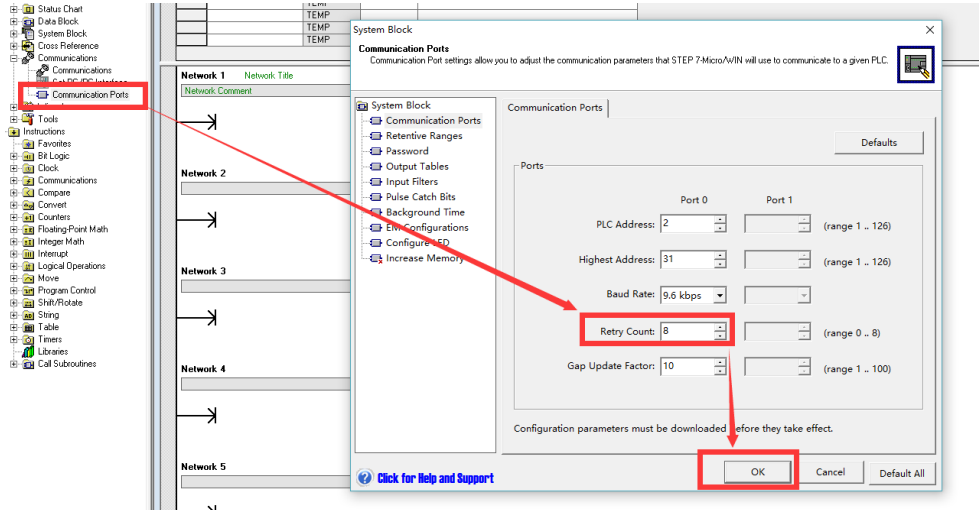 Status Chart
Data Block
System Block
Cross Reference
Communications
Communications
Communication Ports
Tools
Instructions
Favorites
Bit Logic
Clock
Communications
Compare
Convert
Counters
Floating-Point Math
Integer Math
Interrupt
Logical Operations
Move
Program Control
Shift/Rotate
String
Table
Timers
Libraries
Call Subroutines
TEMP
TEMP
TEMP
Network 1 Network Title
Network Comment
Network 2
Network 3
Network 4
Network 5
System Block
Communication Ports
Communication Port settings allow you to adjust the communication parameters that STEP 7-Micro/WIN will use to communicate to a given PLC.
System Block
Communication Ports
Retentive Ranges
Password
Output Tables
Input Filters
Pulse Catch Bits
Background Time
EM Configurations
Configure LED
Increase Memory
Communication Ports
Defaults
Ports
Port 0 Port 1
PLC Address: 2 (range 1 .. 126)
Highest Address: 31 (range 1 .. 126)
Baud Rate: 9.6 kbps
Retry Count: 8 (range 0 .. 8)
Gap Update Factor: 10 (range 1 .. 100)
Configuration parameters must be downloaded before they take effect.
Click for Help and Support
OK Cancel Default All